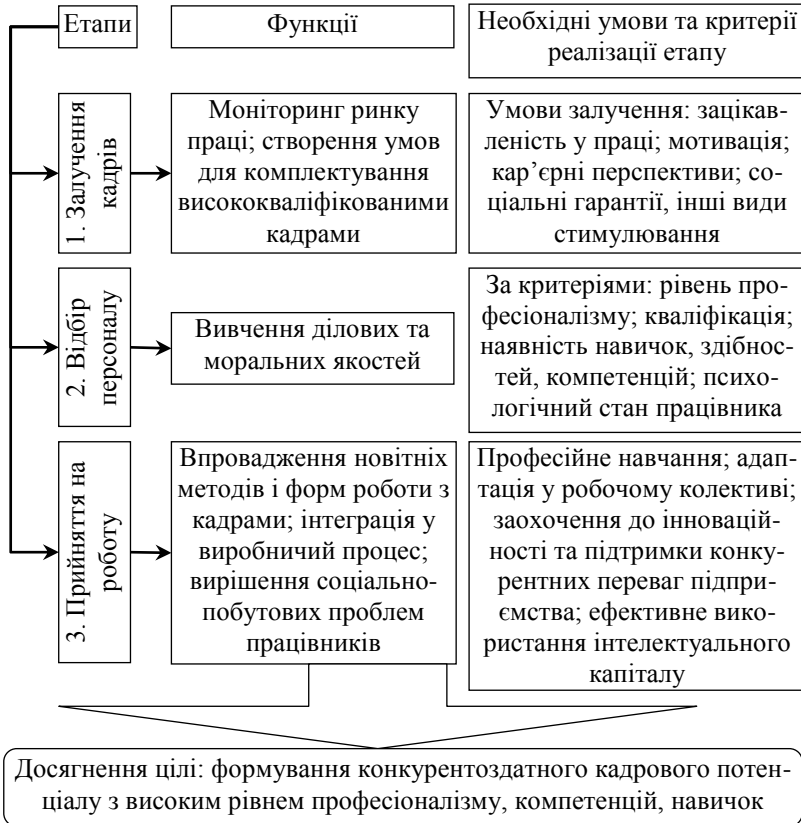 Етапи
Функції
Необхідні умови та критерії
реалізації етапу
1. Залучення
кадрів
Моніторинг ринку
праці; створення умов
для комплектування
висококваліфікованими
кадрами
Умови залучення: зацікав-
леність у праці; мотивація;
кар’єрні перспективи; со-
ціальні гарантії, інші види
стимулювання
2. Відбір
персоналу
Вивчення ділових та
моральних якостей
За критеріями: рівень про-
фесіоналізму; кваліфікація;
наявність навичок, здібнос-
тей, компетенцій; психо-
логічний стан працівника
3. Прийняття на
роботу
Впровадження новітніх
методів і форм роботи з
кадрами; інтеграція у
виробничий процес;
вирішення соціально-
побутових проблем
працівників
Професійне навчання; адап-
тація у робочому колективі;
заохочення до інновацій-
ності та підтримки конку-
рентних переваг підпри-
ємства; ефективне вико-
ристання інтелектуального
капіталу
Досягнення цілі: формування конкурентоздатного кадрового потен-
ціалу з високим рівнем професіоналізму, компетенцій, навичок